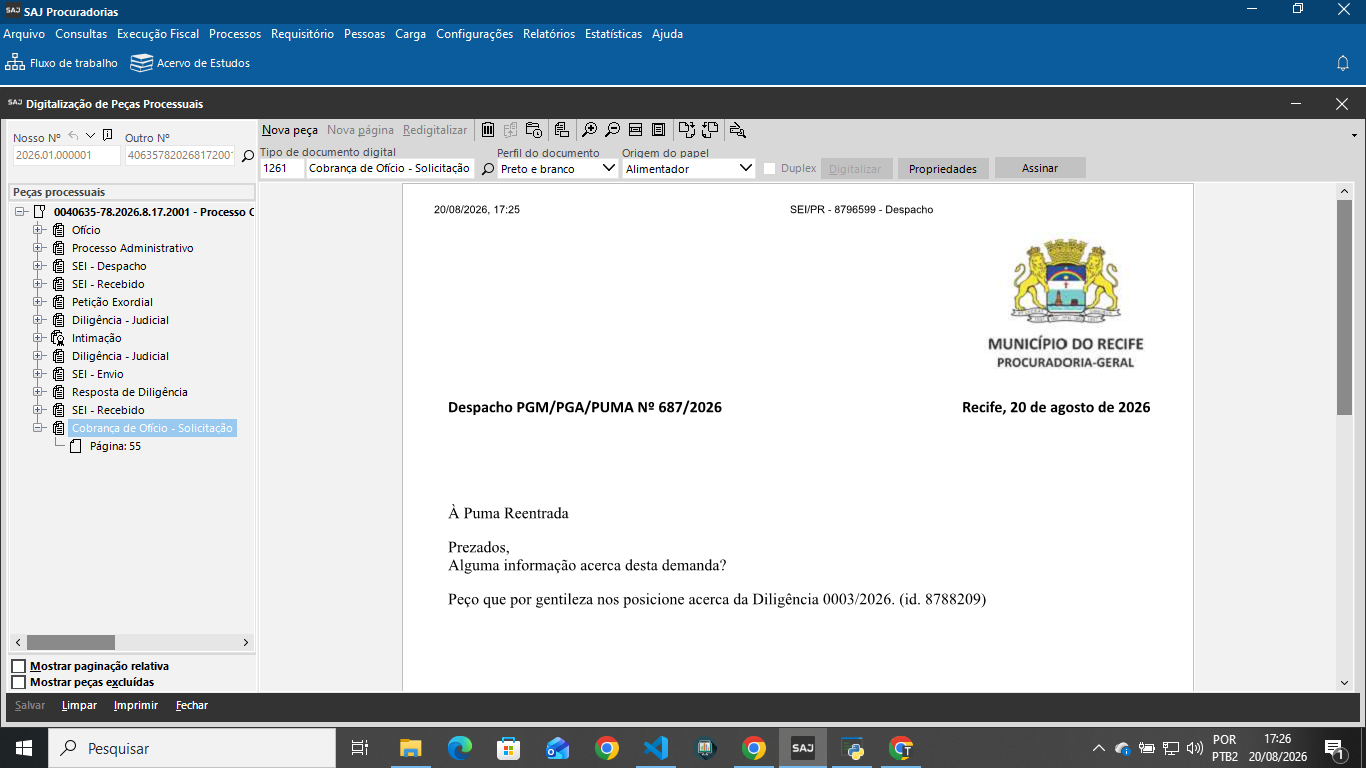 SAJ SAJ Procuradorias
Arquivo Consultas Execução Fiscal Processos Requisitório Pessoas Carga Configurações Relatórios Estatísticas Ajuda
Fluxo de trabalho Acervo de Estudos
SAJ Digitalização de Peças Processuais
Nosso Nº Outro Nº
2026.01.000001 40635782026817200
Nova peça Nova página Redigitalizar
Tipo de documento digital Perfil do documento Origem do papel
1261 Cobrança de Ofício - Solicitação Preto e branco Alimentador Duplex Digitalizar Propriedades Assinar
Peças processuais
0040635-78.2026.8.17.2001 - Processo C
Ofício
Processo Administrativo
SEI - Despacho
SEI - Recebido
Petição Exordial
Diligência - Judicial
Intimação
Diligência - Judicial
SEI - Envio
Resposta de Diligência
SEI - Recebido
Cobrança de Ofício - Solicitação
Página: 55
Mostrar paginação relativa
Mostrar peças excluídas
20/08/2026, 17:25 SEI/PR - 8796599 - Despacho
MUNICÍPIO DO RECIFE
PROCURADORIA-GERAL
Despacho PGM/PGA/PUMA Nº 687/2026 Recife, 20 de agosto de 2026
À Puma Reentrada
Prezados,
Alguma informação acerca desta demanda?
Peço que por gentileza nos posicione acerca da Diligência 0003/2026. (id. 8788209)
Salvar Limpar Imprimir Fechar
Pesquisar
SAJ
POR
PTB2
17:26
20/08/2026
1